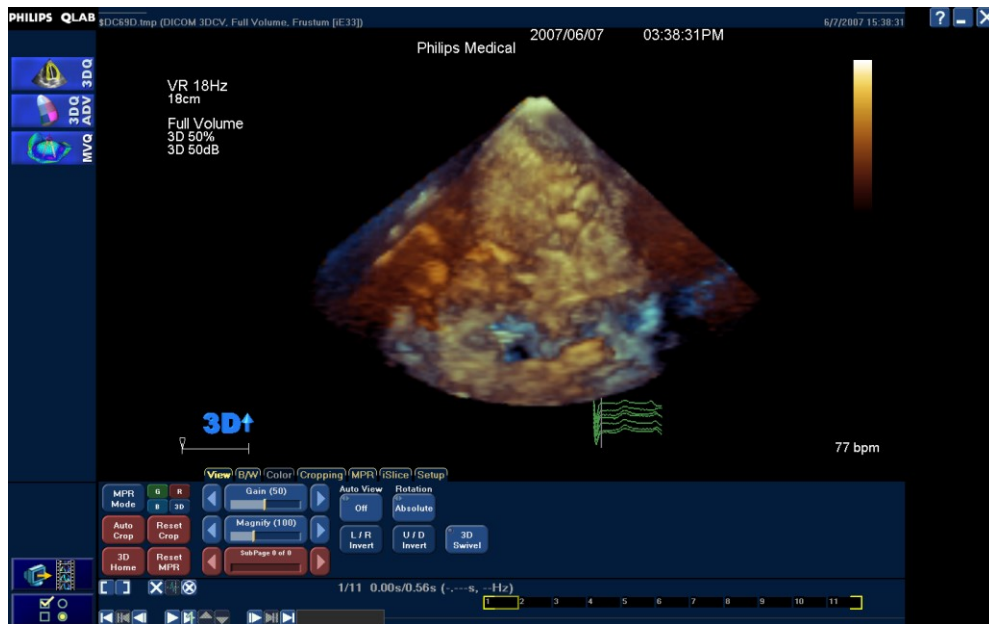 PHILIPS QLAB
$DC69D.tmp (DICOM 3DCV, Full Volume, Frustum [iE33])
6/7/2007 15:38:31
?
Philips Medical
2007/06/07 03:38:31PM
3DQ
3DQ ADV
MVQ
VR 18Hz
18cm
Full Volume
3D 50%
3D 50dB
3D
V
77 bpm
View B/W Color Cropping MPR iSlice Setup
MPR Mode
G R
B 3D
Gain (50)
Auto View
Off
Rotation
Absolute
Auto Crop
Reset Crop
Magnify (100)
L / R Invert
U / D Invert
3D Swivel
3D Home
Reset MPR
SubPage 0 of 0
1/11 0.00s/0.56s (-.---s, --Hz)
1 2 3 4 5 6 7 8 9 10 11